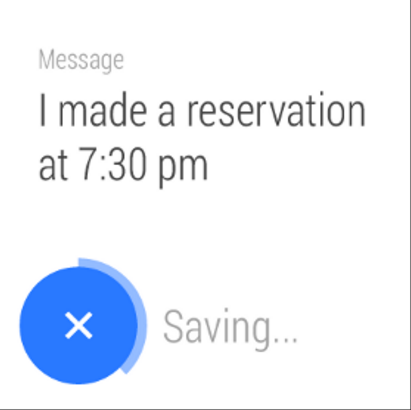 Message
I made a reservation
at 7:30 pm
Saving...